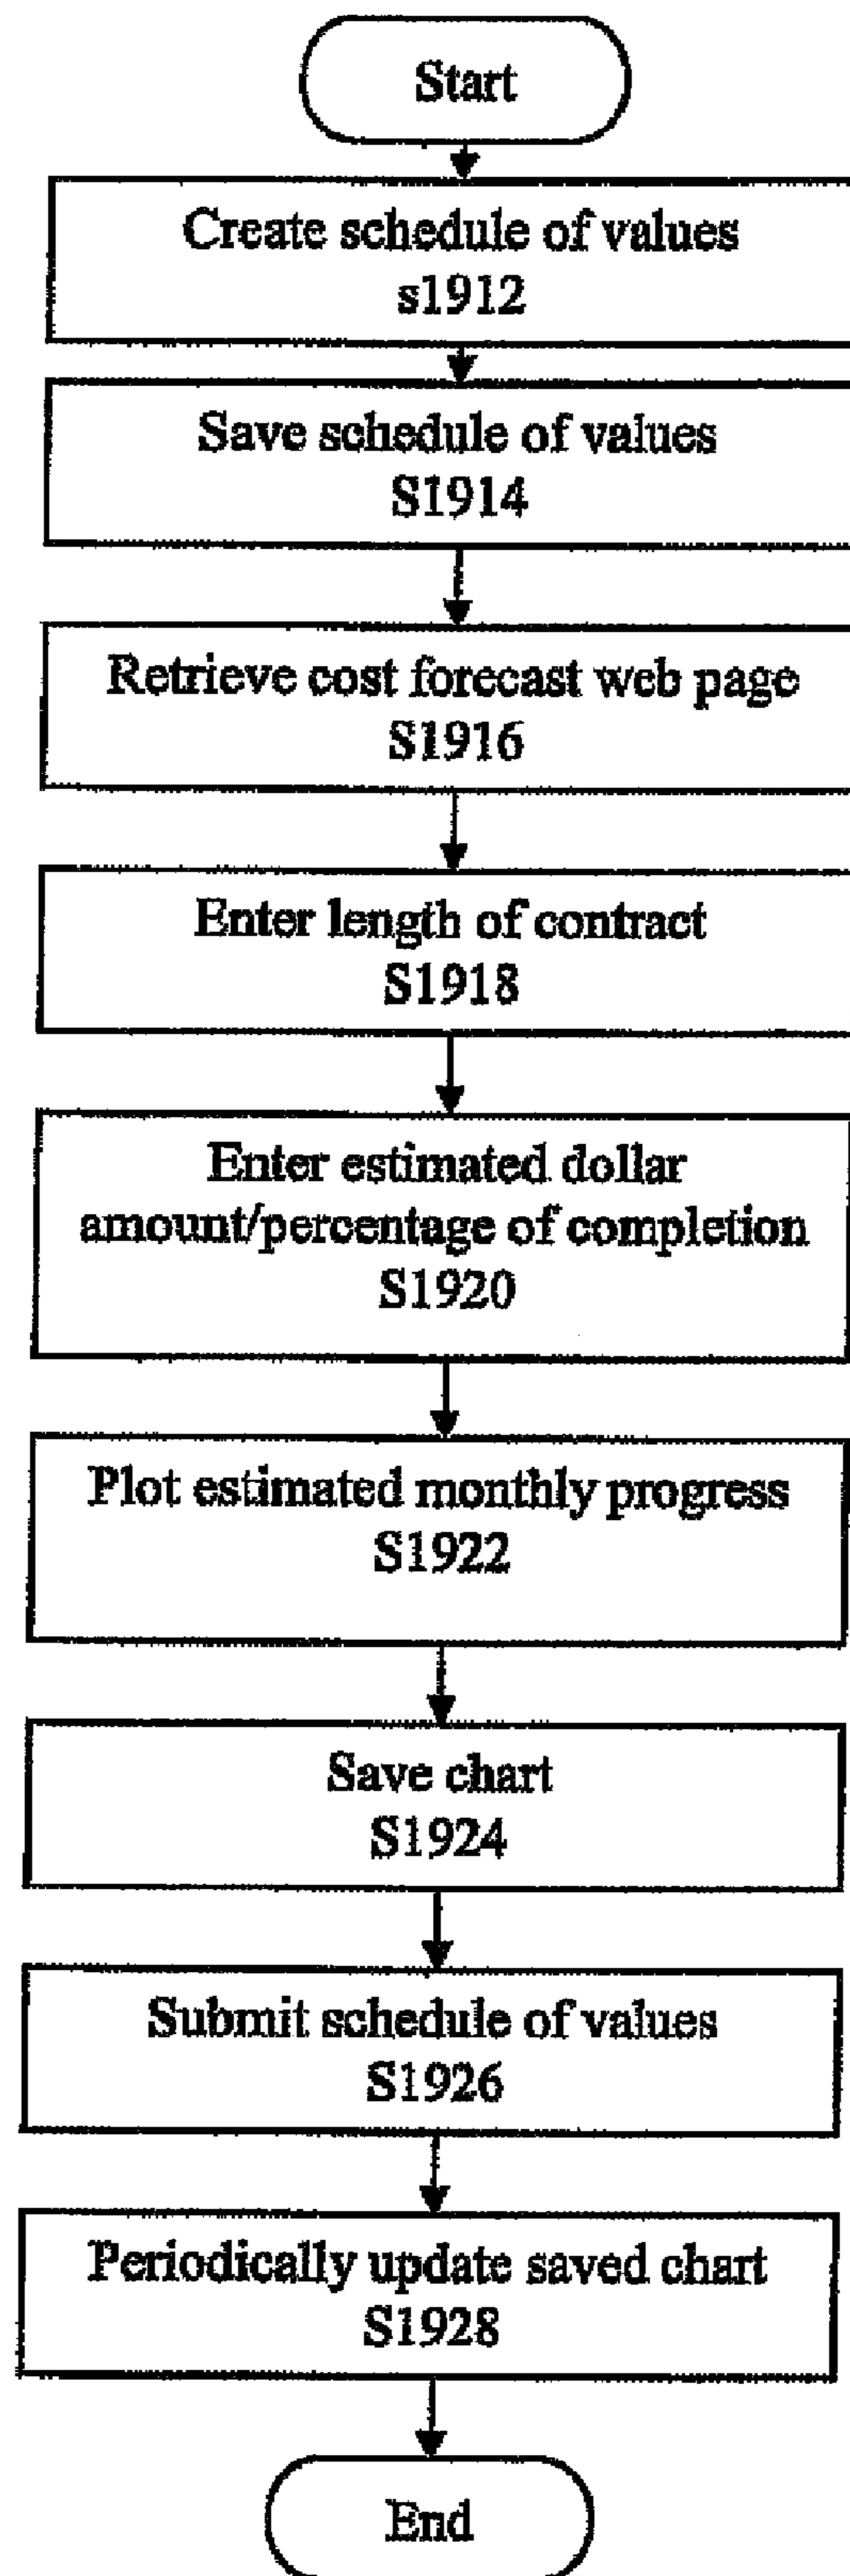 Start
Create schedule of values
s1912
Save schedule of values
S1914
Retrieve cost forecast web page
S1916
Enter length of contract
S1918
Enter estimated dollar
amount/percentage of completion
S1920
Plot estimated monthly progress
S1922
Save chart
S1924
Submit schedule of values
S1926
Periodically update saved chart
S1928
End